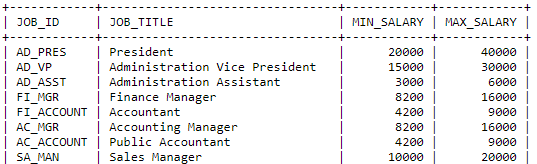 +------------+---------------------------------+------------+------------+
| JOB_ID | JOB_TITLE | MIN_SALARY | MAX_SALARY |
+------------+---------------------------------+------------+------------+
| AD_PRES | President | 20000 | 40000 |
| AD_VP | Administration Vice President | 15000 | 30000 |
| AD_ASST | Administration Assistant | 3000 | 6000 |
| FI_MGR | Finance Manager | 8200 | 16000 |
| FI_ACCOUNT | Accountant | 4200 | 9000 |
| AC_MGR | Accounting Manager | 8200 | 16000 |
| AC_ACCOUNT | Public Accountant | 4200 | 9000 |
| SA_MAN | Sales Manager | 10000 | 20000 |